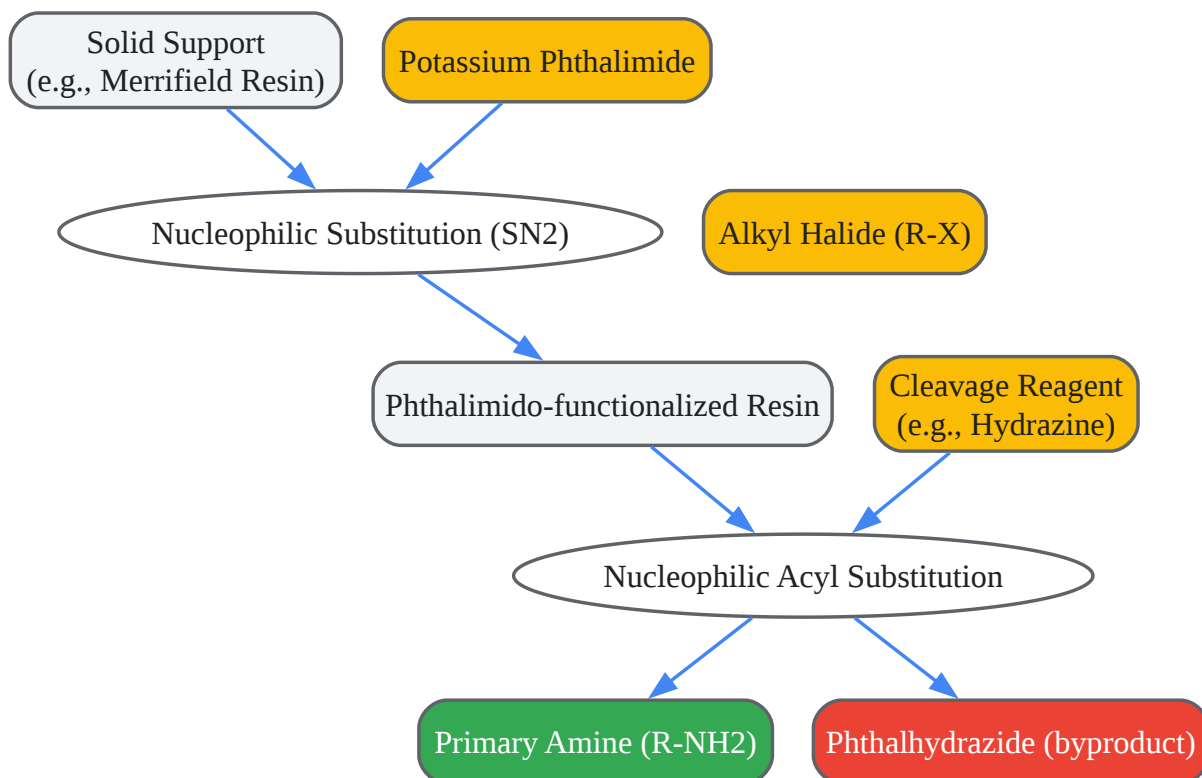 Solid Support
(e.g., Merrifield Resin)
Potassium Phthalimide
Nucleophilic Substitution (SN2)
Alkyl Halide (R-X)
Phthalimido-functionalized Resin
Cleavage Reagent
(e.g., Hydrazine)
Nucleophilic Acyl Substitution
Primary Amine (R-NH2)
Phthalhydrazide (byproduct)